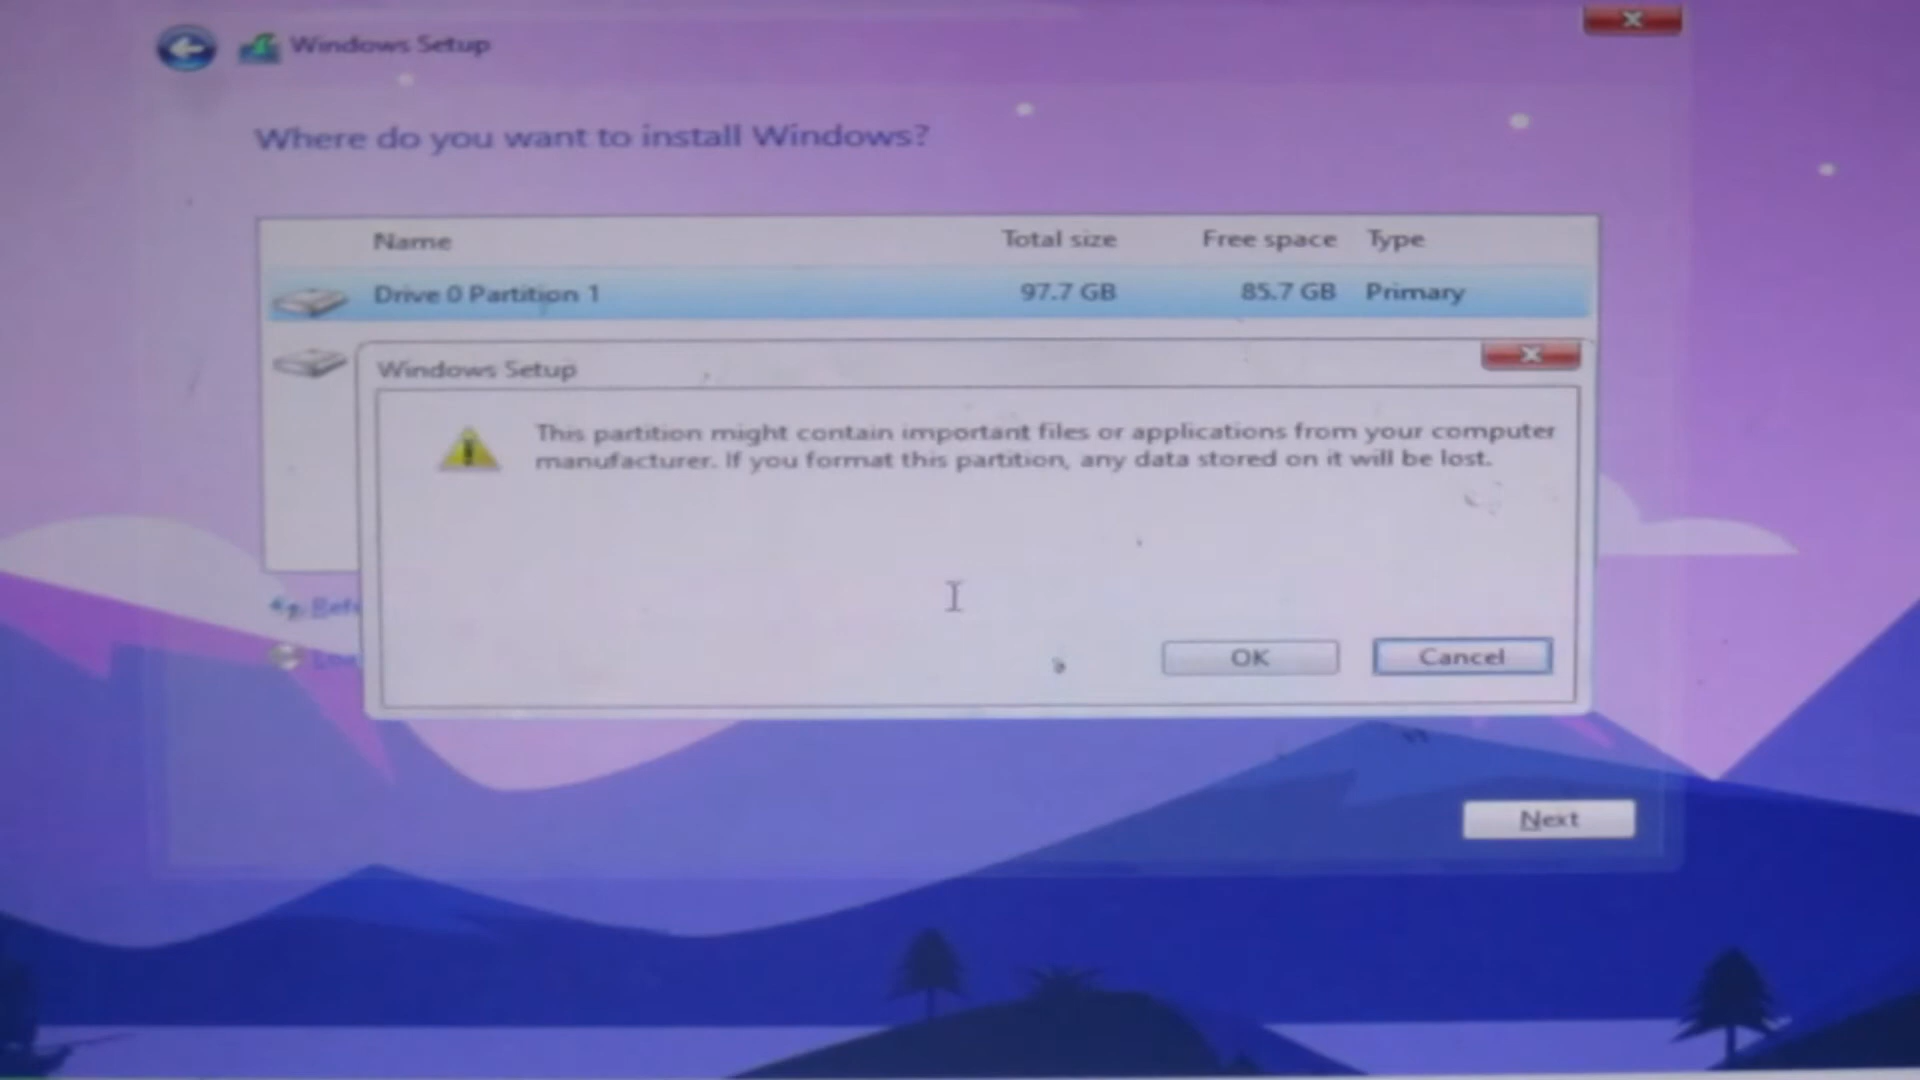 Windows Setup
Where do you want to install Windows?
Name Total size Free space Type
Drive 0 Partition 1 97.7 GB 85.7 GB Primary
Windows Setup
This partition might contain important files or applications from your computer
manufacturer. If you format this partition, any data stored on it will be lost.
OK Cancel
Next